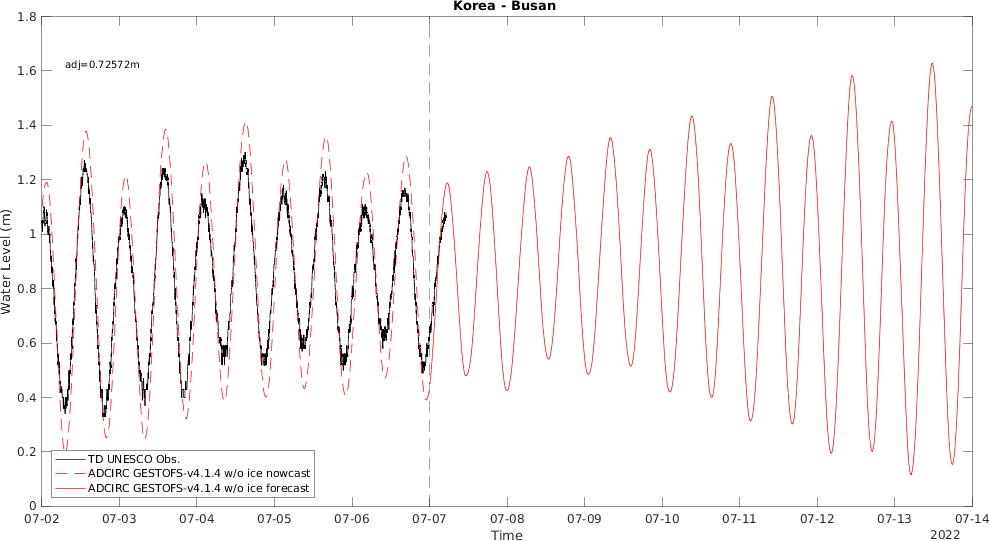 Korea - Busan
adj=0.72572m
1.8
1.6
1.4
1.2
1
0.8
0.6
0.4
0.2
0
Water Level (m)
TD UNESCO Obs.
ADCIRC GESTOFS-v4.1.4 w/o ice nowcast
ADCIRC GESTOFS-v4.1.4 w/o ice forecast
07-02 07-03 07-04 07-05 07-06 07-07 07-08 07-09 07-10 07-11 07-12 07-13 07-14
Time
2022